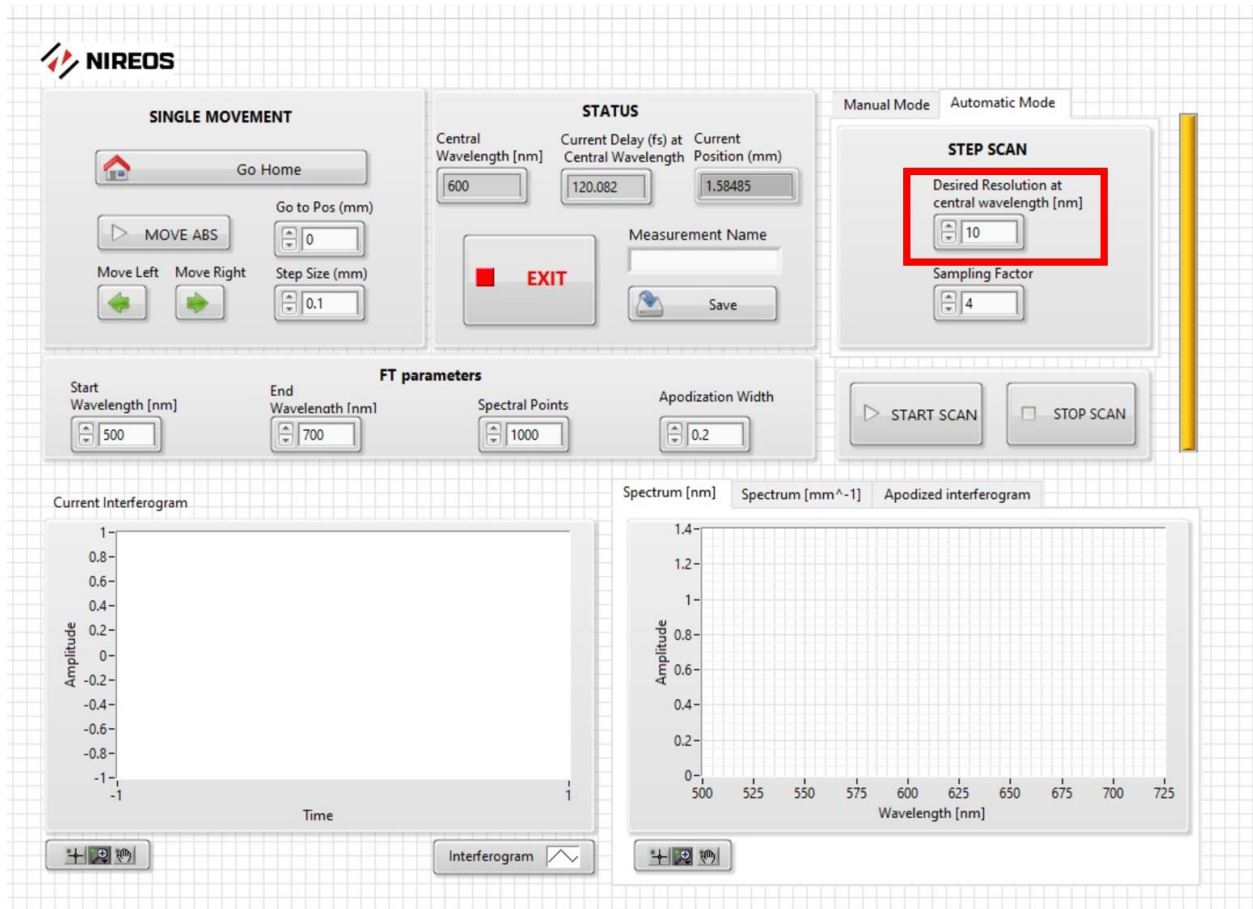 NIREOS
SINGLE MOVEMENT
Go Home
Go to Pos (mm)
MOVE ABS
0
Move Left Move Right Step Size (mm)
0.1
STATUS
Central
Wavelength [nm]
600
Current Delay (fs) at
Central Wavelength
120.082
Current
Position (mm)
1.58485
EXIT
Measurement Name
Save
Manual Mode Automatic Mode
STEP SCAN
Desired Resolution at
central wavelength [nm]
10
Sampling Factor
4
FT parameters
Start
Wavelength [nm]
500
End
Wavelength [nm]
700
Spectral Points
1000
Apodization Width
0.2
START SCAN
STOP SCAN
Current Interferogram
1
0.8
0.6
0.4
0.2
0
-0.2
-0.4
-0.6
-0.8
-1
Amplitude
-1 1
Time
Interferogram
Spectrum [nm] Spectrum [mm^-1] Apodized interferogram
1.4
1.2
1
0.8
0.6
0.4
0.2
0
Amplitude
500 525 550 575 600 625 650 675 700 725
Wavelength [nm]